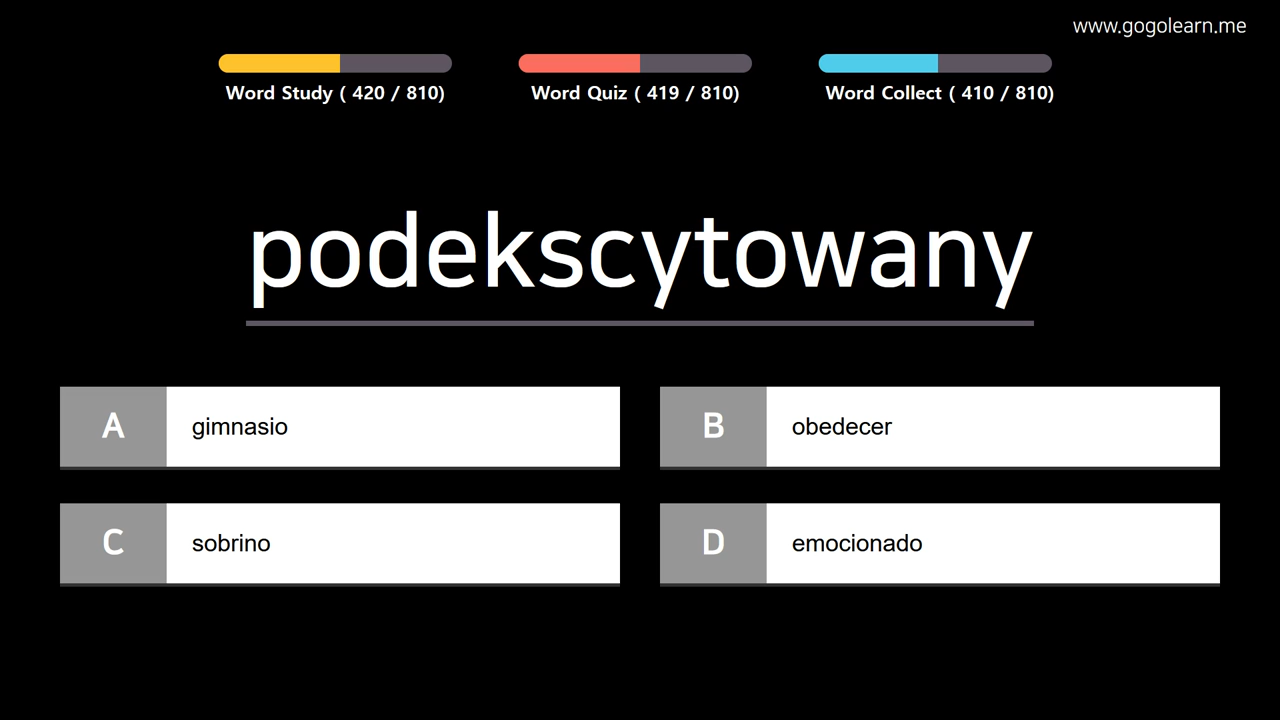 www.gogolearn.me
Word Study ( 420 / 810)
Word Quiz ( 419 / 810)
Word Collect ( 410 / 810)
podekscytowany
A gimnasio
B obedecer
C sobrino
D emocionado